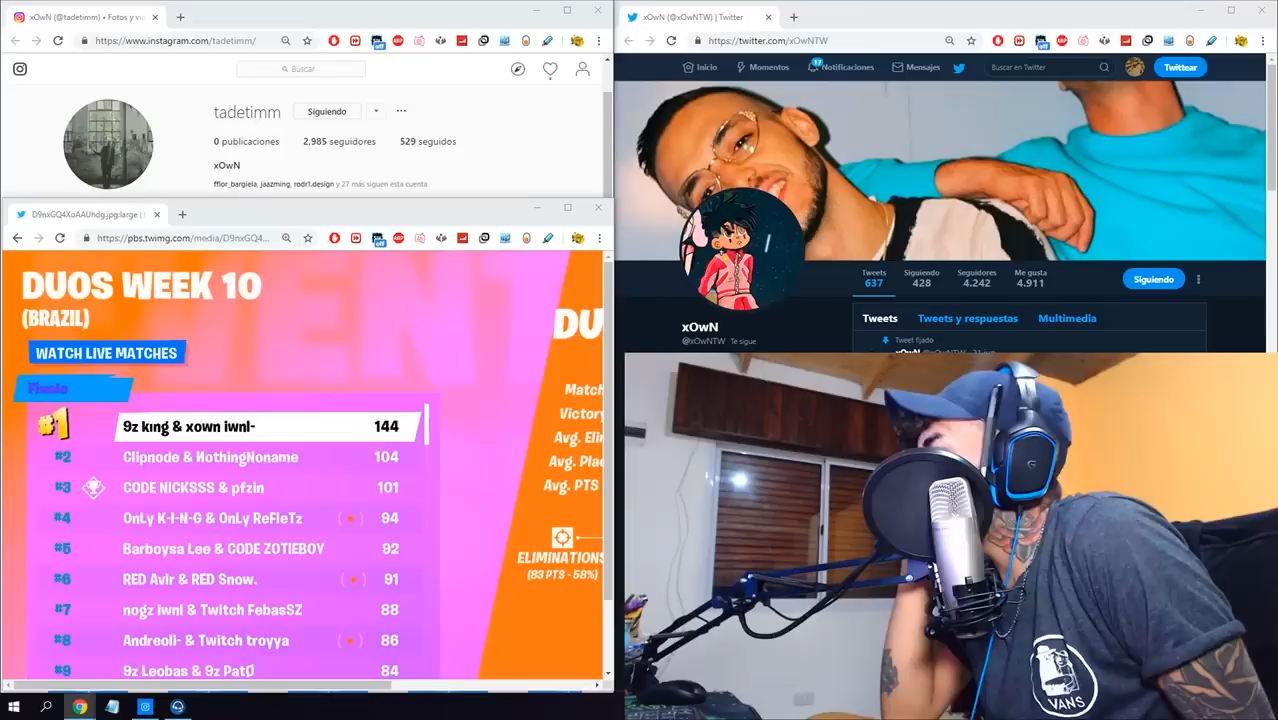 xOwN (@tadetimm) • Fotos y vi
https://www.instagram.com/tadetimm/
Buscar
tadetimm
Siguiendo
0 publicaciones
2,985 seguidores
529 seguidos
xOwN
fflor_bargiela, jaazming, rodr1.design y 27 más siguen esta cuenta
xOwN (@xOwNTW) | Twitter
https://twitter.com/xOwNTW
Inicio
Momentos
17
Notificaciones
Mensajes
Buscar en Twitter
Twittear
Tweets
637
Siguiendo
428
Seguidores
4.242
Me gusta
4.911
Siguiendo
xOwN
@xOwNTW Te sigue
Tweets
Tweets y respuestas
Multimedia
Tweet fijado
D9nxGQ4XoAAUhdg.jpg:large (
https://pbs.twimg.com/media/D9nxGQ4...
DUOS WEEK 10
(BRAZIL)
WATCH LIVE MATCHES
Finals
#1 9z kıng & xown iwnl- 144
#2 Clipnode & NothingNoname 104
#3 CODE NICKSSS & pfzin 101
#4 OnLy K-I-N-G & OnLy ReFleTz 94
#5 Barboysa Lee & CODE ZOTIEBOY 92
#6 RED Avlr & RED Snow. 91
#7 nogz iwnl & Twitch FebasSZ 88
#8 Andreoli- & Twitch troyya 86
#9 9z Leobas & 9z PatØ 84
DU
Match
Victory
Avg. Elim
Avg. Plac
Avg. PTS
ELIMINATIONS
(83 PTS - 58%)
VANS